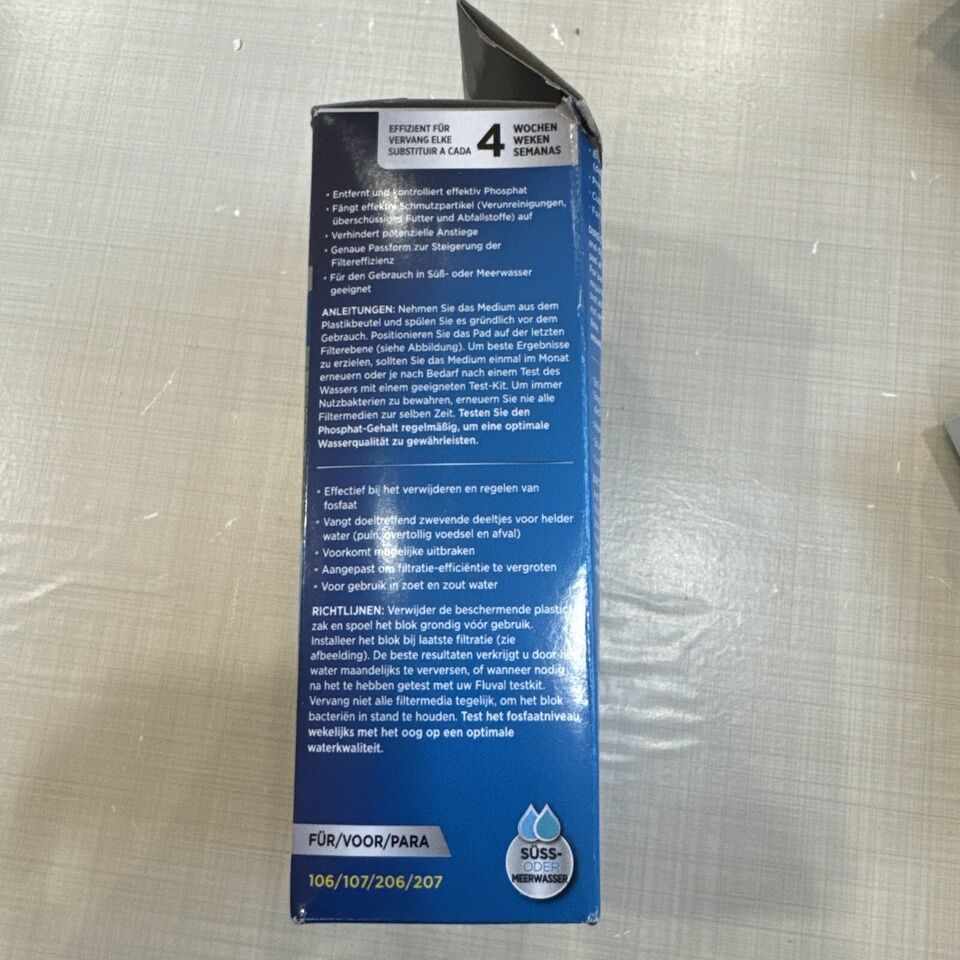 EFFIZIENT FÜR
VERVANG ELKE
SUBSTITUIR A CADA
4
WOCHEN
WEKEN
SEMANAS
• Entfernt und kontrolliert effektiv Phosphat
• Fängt effektiv Schmutzpartikel (Verunreinigungen,
überschüssiges Futter und Abfallstoffe) auf
• Verhindert potenzielle Anstiege
• Genaue Passform zur Steigerung der
Filtereffizienz
• Für den Gebrauch in Süß- oder Meerwasser
geeignet
ANLEITUNGEN: Nehmen Sie das Medium aus dem
Plastikbeutel und spülen Sie es gründlich vor dem
Gebrauch. Positionieren Sie das Pad auf der letzten
Filterebene (siehe Abbildung). Um beste Ergebnisse
zu erzielen, sollten Sie das Medium einmal im Monat
erneuern oder je nach Bedarf nach einem Test des
Wassers mit einem geeigneten Test-Kit. Um immer
Nutzbakterien zu bewahren, erneuern Sie nie alle
Filtermedien zur selben Zeit. Testen Sie den
Phosphat-Gehalt regelmäßig, um eine optimale
Wasserqualität zu gewährleisten.
• Effectief bij het verwijderen en regelen van
fosfaat
• Vangt doeltreffend zwevende deeltjes voor helder
water (puin, overtollig voedsel en afval)
• Voorkomt mogelijke uitbraken
• Aangepast om filtratie-efficiëntie te vergroten
• Voor gebruik in zoet en zout water
RICHTLIJNEN: Verwijder de beschermende plastic
zak en spoel het blok grondig vóór gebruik.
Installeer het blok bij laatste filtratie (zie
afbeelding). De beste resultaten verkrijgt u door
water maandelijks te verversen, of wanneer nodig
na het te hebben getest met uw Fluval testkit.
Vervang niet alle filtermedia tegelijk, om het blok
bacteriën in stand te houden. Test het fosfaatniveau
wekelijks met het oog op een optimale
waterkwaliteit.
FÜR/VOOR/PARA
106/107/206/207
SÜSS-
ODER
MEERWASSER